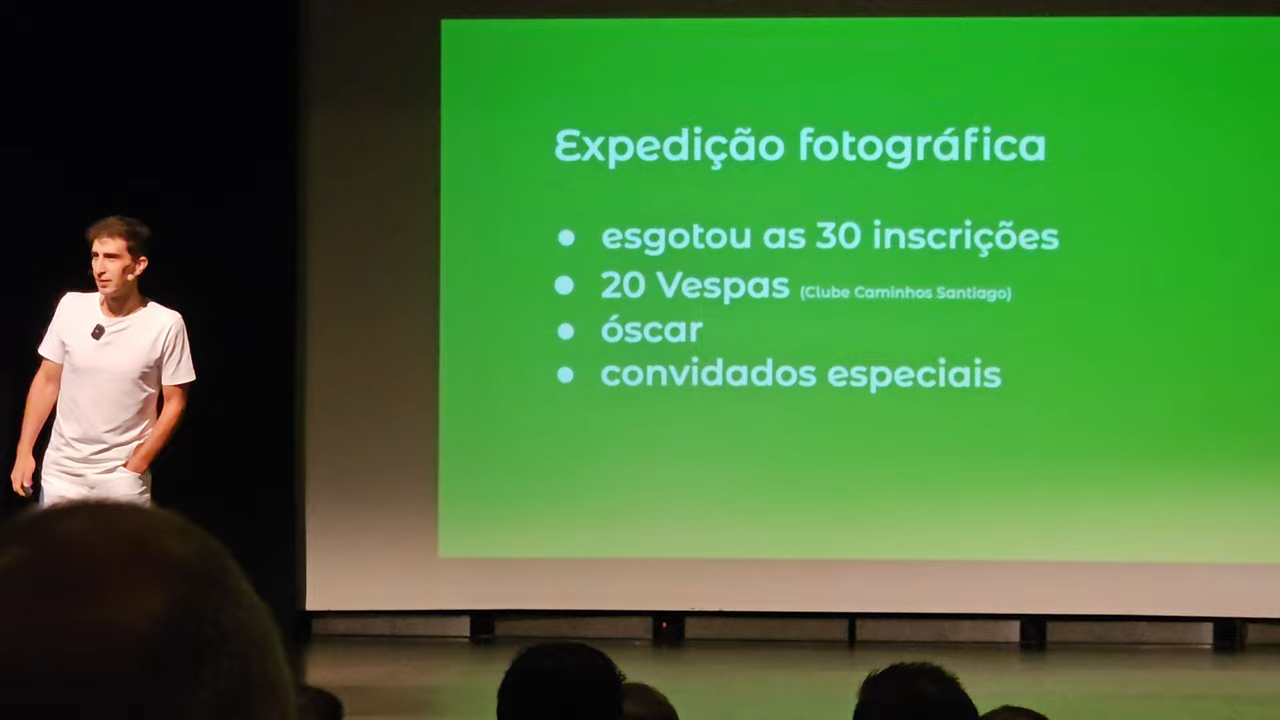 Expedição fotográfica
● esgotou as 30 inscrições
● 20 Vespas (Clube Caminhos Santiago)
● óscar
● convidados especiais